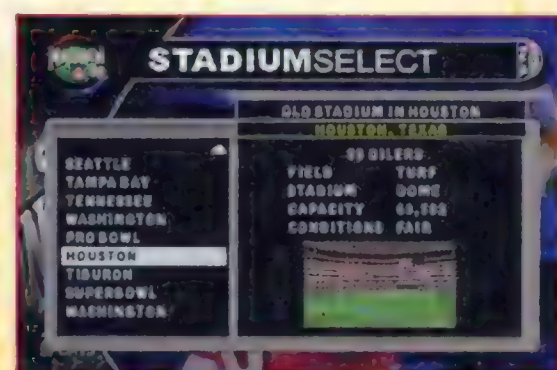 STADIUMSELECT
OLD STADIUM IN HOUSTON
HOUSTON, TEXAS
OILERS
FIELD TURF
STADIUM DOME
CAPACITY
CONDITIONS FAIR
SEATTLE
TAMPA BAY
TENNESSEE
WASHINGTON
PRO BOWL
HOUSTON
TIBURON
SUPERBOWL
WASHINGTON